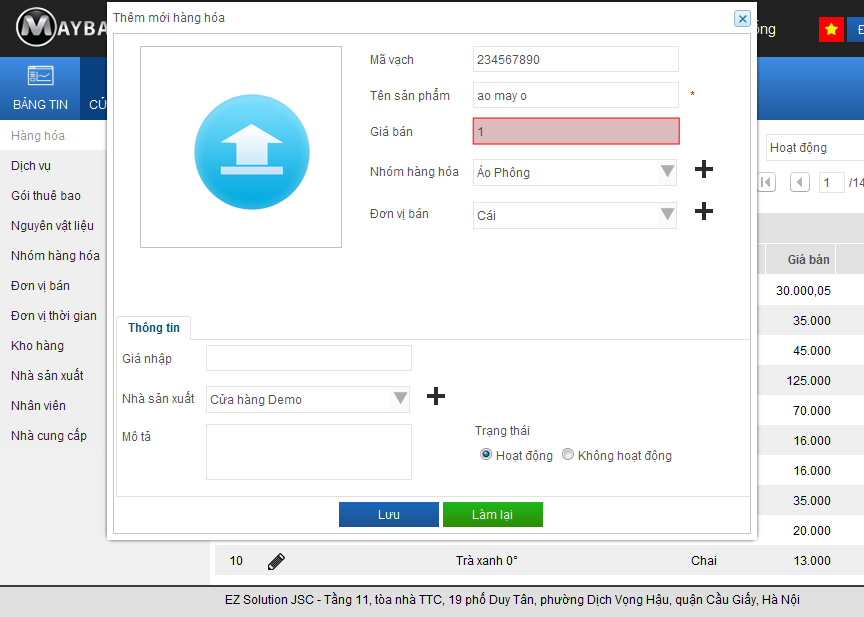 MAYBA
BẢNG TIN
Hàng hóa
Dịch vụ
Gói thuê bao
Nguyên vật liệu
Nhóm hàng hóa
Đơn vị bán
Đơn vị thời gian
Kho hàng
Nhà sản xuất
Nhân viên
Nhà cung cấp
Thêm mới hàng hóa
Mã vạch 234567890
Tên sản phẩm ao may o *
Giá bán 1
Nhóm hàng hóa Áo Phông
Đơn vị bán Cái
Thông tin
Giá nhập
Nhà sản xuất Cửa hàng Demo
Mô tả
Trạng thái
Hoạt động Không hoạt động
Lưu Làm lại
Hoạt động
1 /14
Giá bán
30.000,05
35.000
45.000
125.000
70.000
16.000
16.000
35.000
20.000
10 Trà xanh 0° Chai 13.000
EZ Solution JSC - Tầng 11, tòa nhà TTC, 19 phố Duy Tân, phường Dịch Vọng Hậu, quận Cầu Giấy, Hà Nội